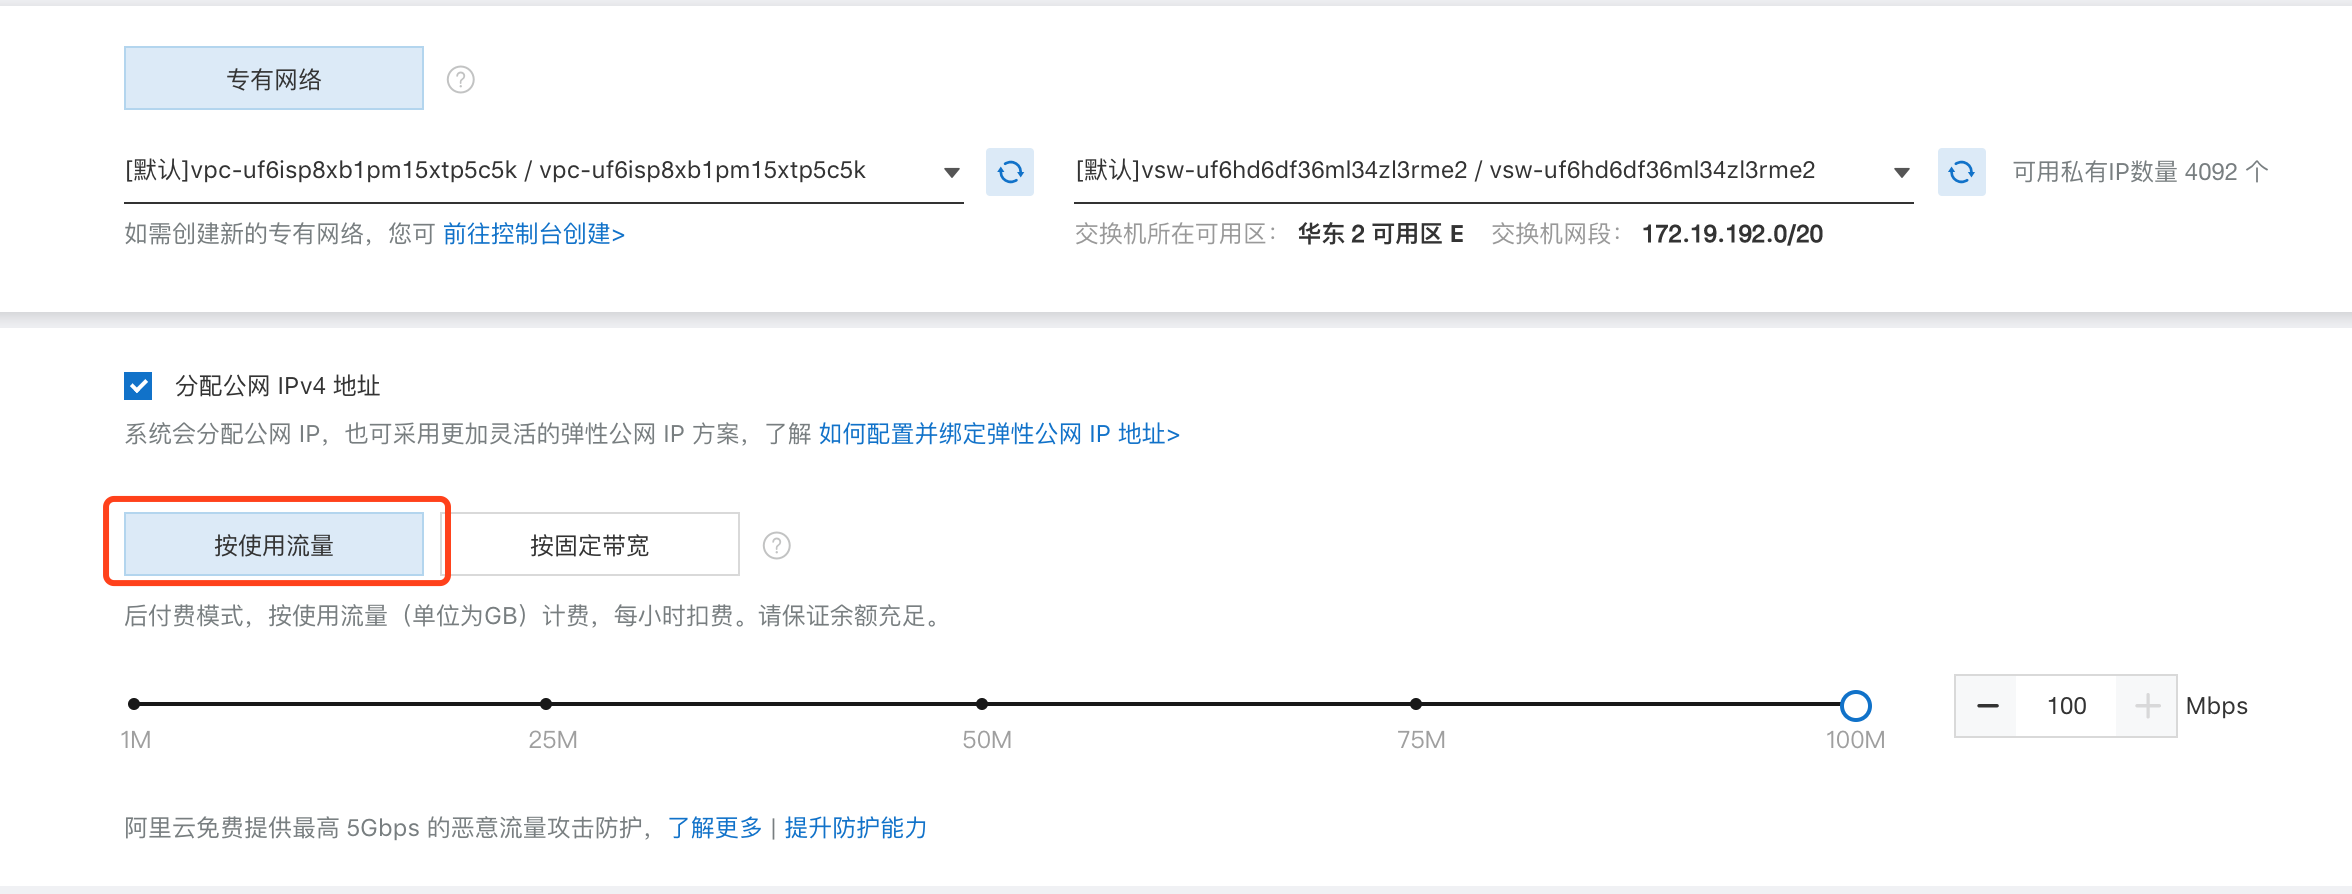 专有网络 ?
[默认]vpc-uf6isp8xb1pm15xtp5c5k / vpc-uf6isp8xb1pm15xtp5c5k
[默认]vsw-uf6hd6df36ml34zl3rme2 / vsw-uf6hd6df36ml34zl3rme2
可用私有IP数量 4092 个
如需创建新的专有网络，您可 前往控制台创建>
交换机所在可用区： 华东 2 可用区 E 交换机网段： 172.19.192.0/20
分配公网 IPv4 地址
系统会分配公网 IP，也可采用更加灵活的弹性公网 IP 方案，了解 如何配置并绑定弹性公网 IP 地址>
按使用流量 按固定带宽 ?
后付费模式，按使用流量（单位为GB）计费，每小时扣费。请保证余额充足。
1M 25M 50M 75M 100M
100 Mbps
阿里云免费提供最高 5Gbps 的恶意流量攻击防护，了解更多 | 提升防护能力